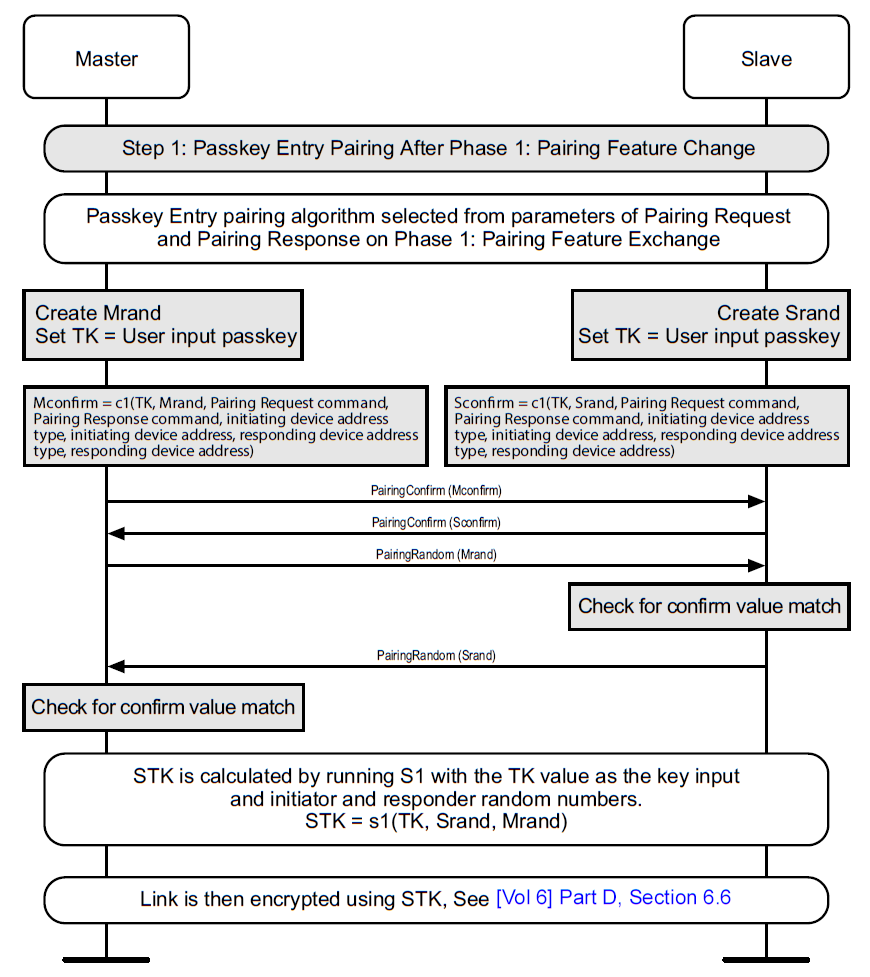 Master
Slave
Step 1: Passkey Entry Pairing After Phase 1: Pairing Feature Change
Passkey Entry pairing algorithm selected from parameters of Pairing Request
and Pairing Response on Phase 1: Pairing Feature Exchange
Create Mrand
Set TK = User input passkey
Create Srand
Set TK = User input passkey
Mconfirm = c1(TK, Mrand, Pairing Request command,
Pairing Response command, initiating device address
type, initiating device address, responding device address
type, responding device address)
Sconfirm = c1(TK, Srand, Pairing Request command,
Pairing Response command, initiating device address
type, initiating device address, responding device address
type, responding device address)
PairingConfirm (Mconfirm)
PairingConfirm (Sconfirm)
PairingRandom (Mrand)
Check for confirm value match
PairingRandom (Srand)
Check for confirm value match
STK is calculated by running S1 with the TK value as the key input
and initiator and responder random numbers.
STK = s1(TK, Srand, Mrand)
Link is then encrypted using STK, See [Vol 6] Part D, Section 6.6